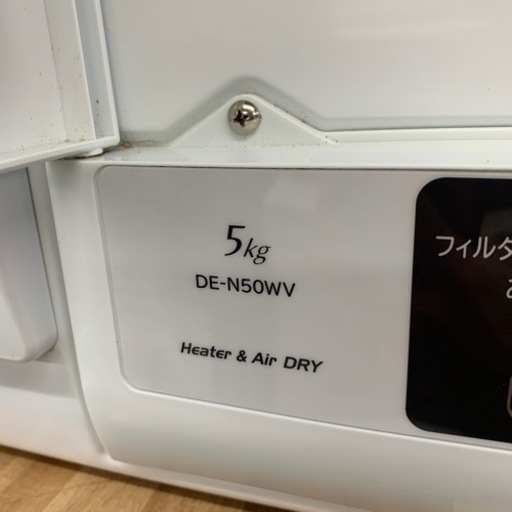 5kg
DE-N50WV
Heater & Air DRY
フィルタ